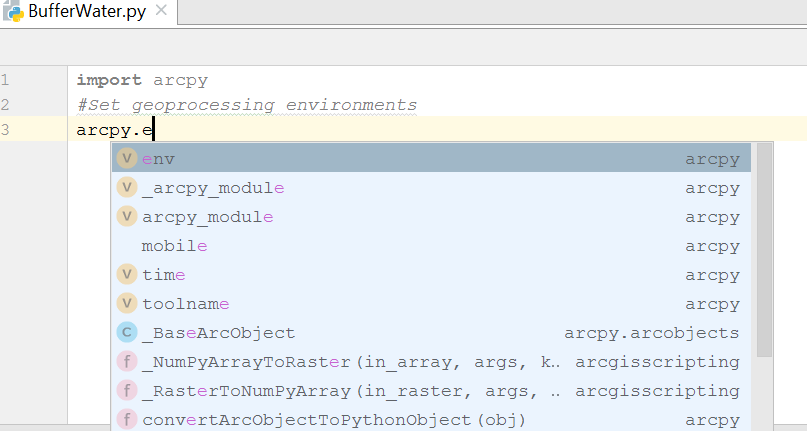 BufferWater.py ×
1 import arcpy
2 #Set geoprocessing environments
3 arcpy.e
V env arcpy
V _arcpy_module arcpy
V arcpy_module arcpy
mobile arcpy
V time arcpy
V toolname arcpy
C _BaseArcObject arcpy.arcobjects
f _NumPyArrayToRaster(in_array, args, k.. arcgisscripting
f _RasterToNumPyArray(in_raster, args, .. arcgisscripting
f convertArcObjectToPythonObject(obj) arcpy